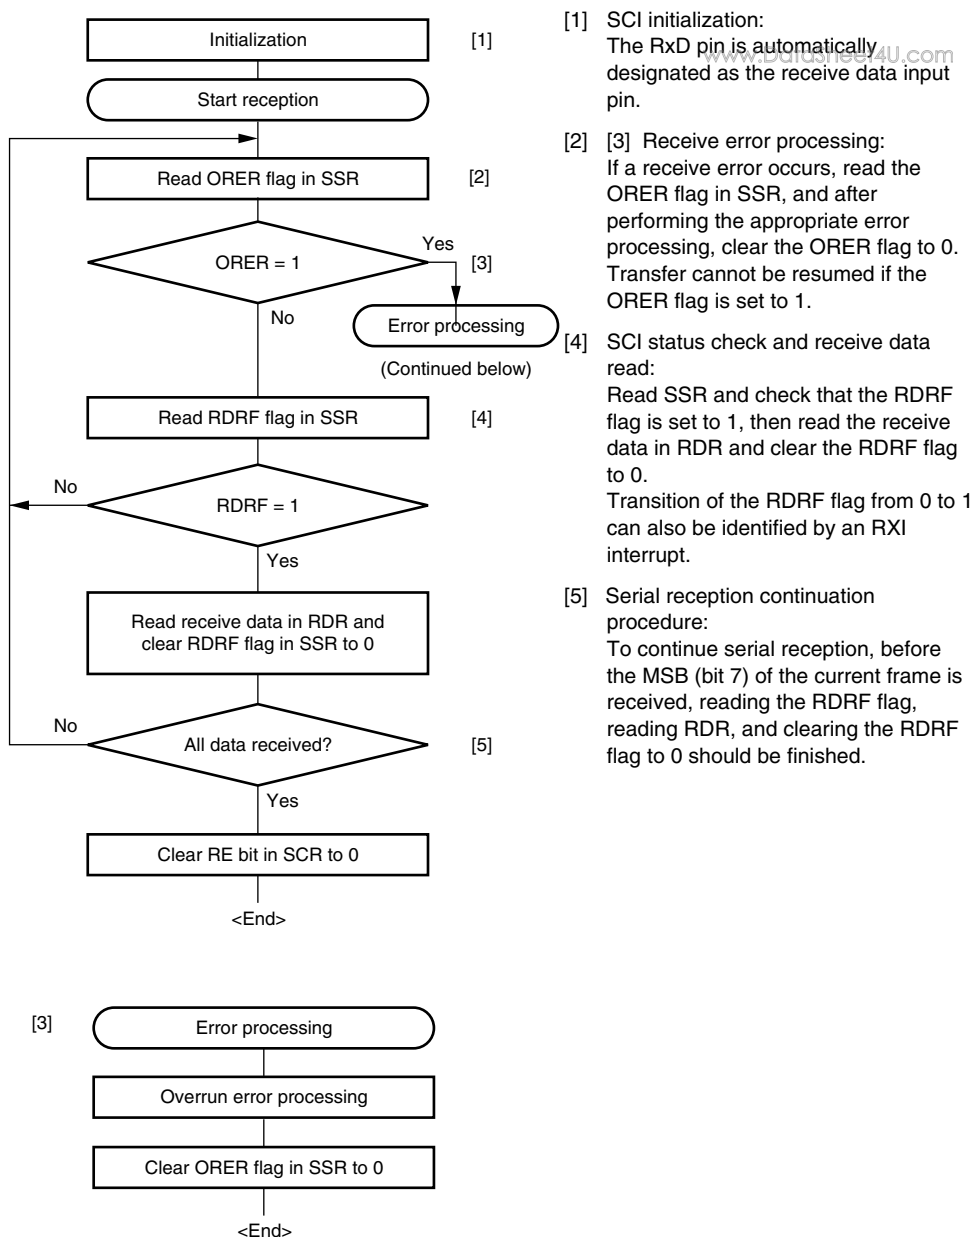 Initialization
[1]
Start reception
Read ORER flag in SSR
[2]
ORER = 1
Yes
[3]
No
Error processing
(Continued below)
Read RDRF flag in SSR
[4]
No
RDRF = 1
Yes
Read receive data in RDR and
clear RDRF flag in SSR to 0
No
All data received?
[5]
Yes
Clear RE bit in SCR to 0
<End>
[3]
Error processing
Overrun error processing
Clear ORER flag in SSR to 0
<End>
[1] SCI initialization:
The RxD pin is automatically
www.DataSheet4U.com
designated as the receive data input
pin.
[2] [3] Receive error processing:
If a receive error occurs, read the
ORER flag in SSR, and after
performing the appropriate error
processing, clear the ORER flag to 0.
Transfer cannot be resumed if the
ORER flag is set to 1.
[4] SCI status check and receive data
read:
Read SSR and check that the RDRF
flag is set to 1, then read the receive
data in RDR and clear the RDRF flag
to 0.
Transition of the RDRF flag from 0 to 1
can also be identified by an RXI
interrupt.
[5] Serial reception continuation
procedure:
To continue serial reception, before
the MSB (bit 7) of the current frame is
received, reading the RDRF flag,
reading RDR, and clearing the RDRF
flag to 0 should be finished.